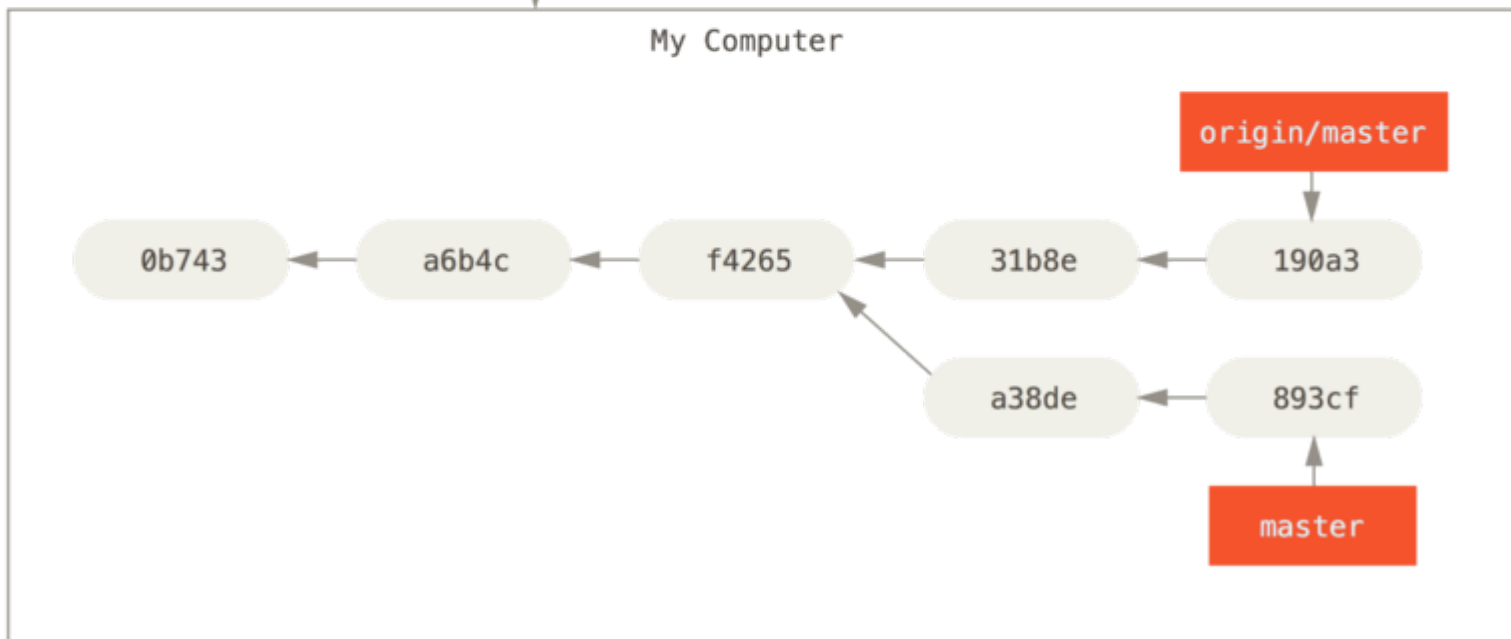 My Computer
origin/master
0b743
a6b4c
f4265
31b8e
190a3
a38de
893cf
master